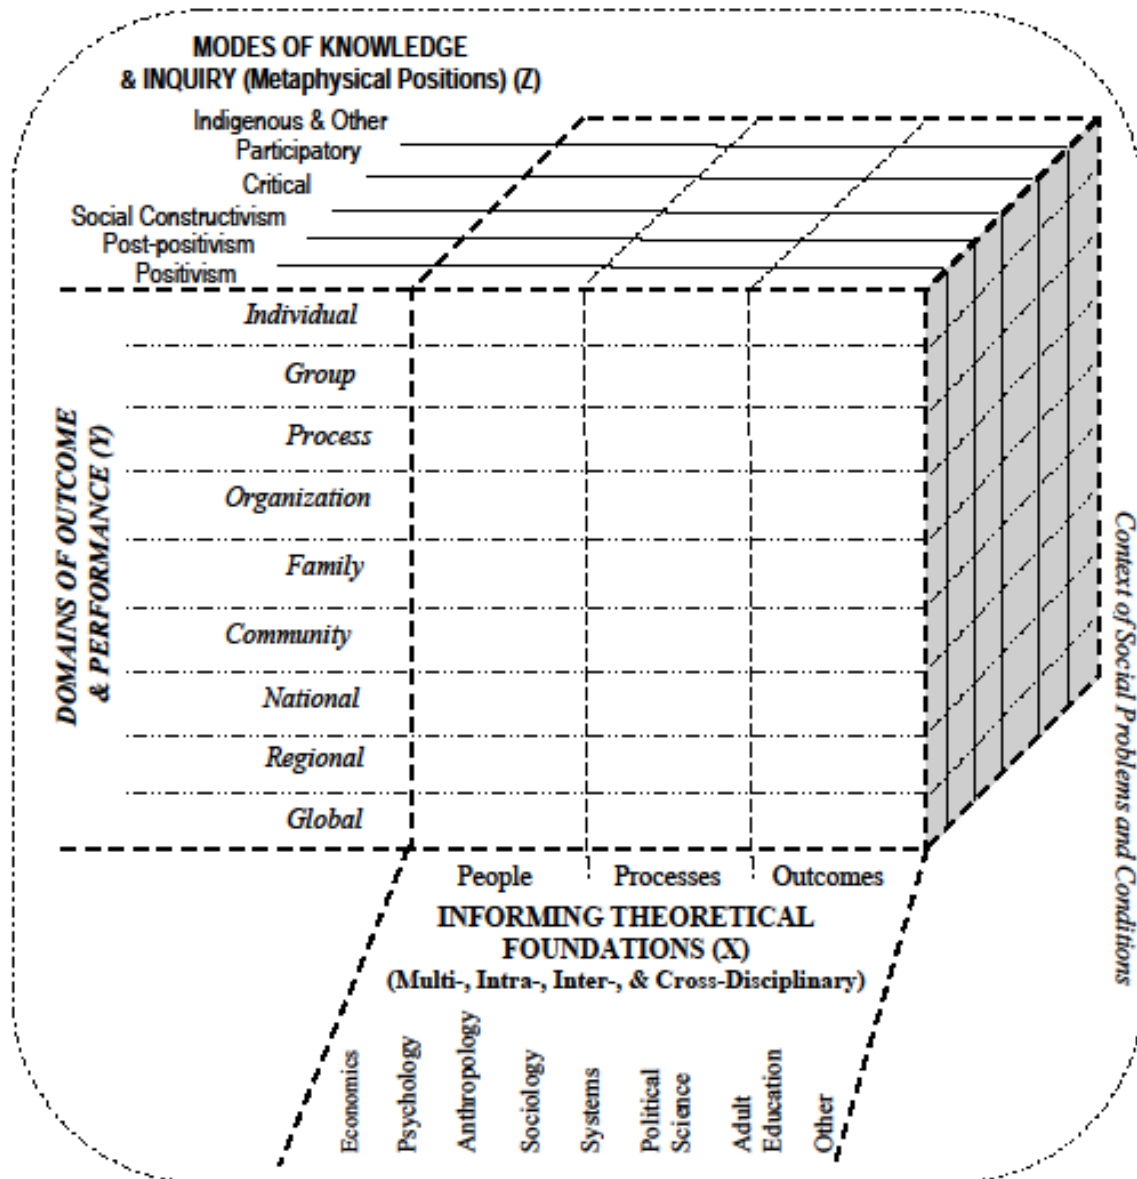 MODES OF KNOWLEDGE
& INQUIRY (Metaphysical Positions) (Z)
Indigenous & Other
Participatory
Critical
Social Constructivism
Post-positivism
Positivism
DOMAINS OF OUTCOME
& PERFORMANCE (Y)
Individual
Group
Process
Organization
Family
Community
National
Regional
Global
Context of Social Problems and Conditions
People
Processes
Outcomes
INFORMING THEORETICAL
FOUNDATIONS (X)
(Multi-, Intra-, Inter-, & Cross-Disciplinary)
Economics
Psychology
Anthropology
Sociology
Systems
Political
Science
Adult
Education
Other